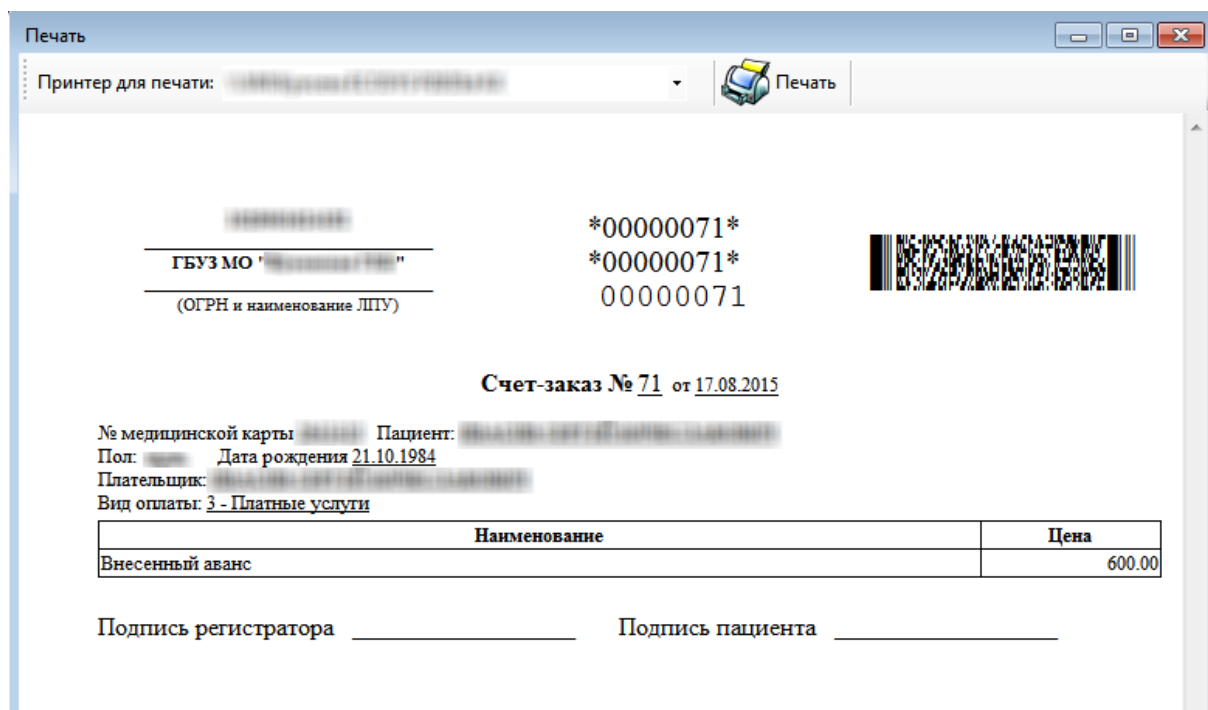 Печать
Принтер для печати:
Печать
ГБУЗ МО " "
(ОГРН и наименование ЛПУ)
*00000071*
*00000071*
00000071
Счет-заказ № 71 от 17.08.2015
№ медицинской карты Пациент:
Пол: Дата рождения 21.10.1984
Плательщик:
Вид оплаты: 3 - Платные услуги
Наименование Цена
Внесенный аванс 600.00
Подпись регистратора Подпись пациента